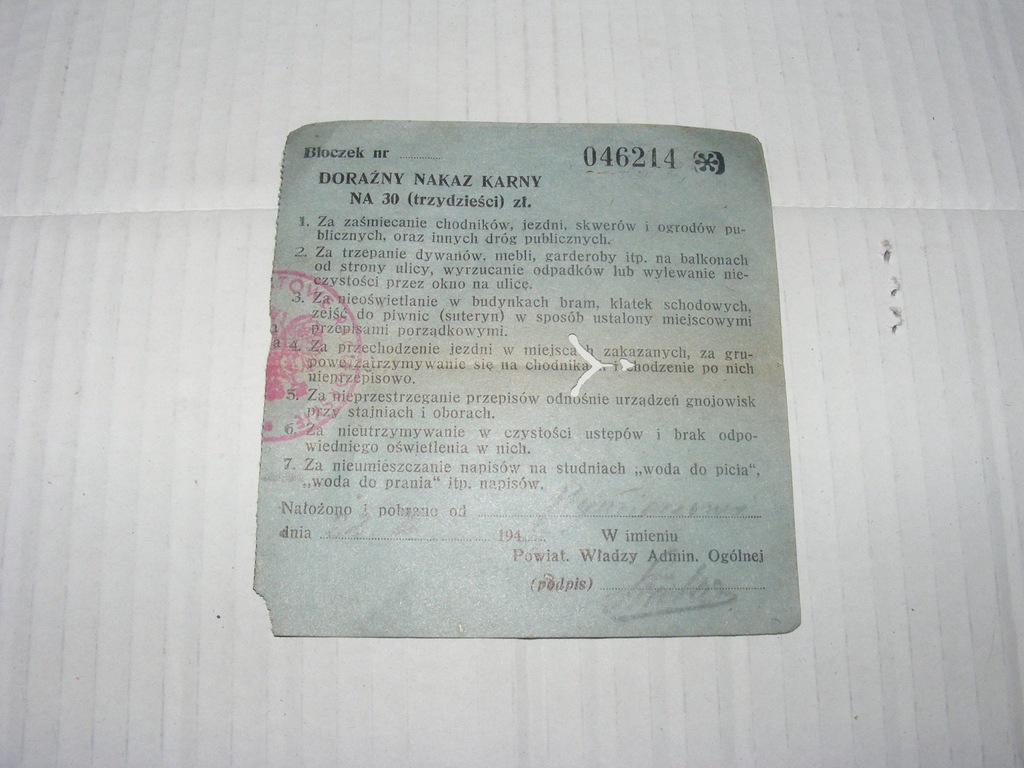 Bloczek nr ........... 046214
DORAŹNY NAKAZ KARNY
NA 30 (trzydzieści) zł.
1. Za zaśmiecanie chodników, jezdni, skwerów i ogrodów pu-
blicznych, oraz innych dróg publicznych.
2. Za trzepanie dywanów, mebli, garderoby itp. na balkonach
od strony ulicy, wyrzucanie odpadków lub wylewanie nie-
czystości przez okno na ulicę.
3. Za nieoświetlanie w budynkach bram, klatek schodowych,
zejść do piwnic (suteryn) w sposób ustalony miejscowymi
przepisami porządkowymi.
4. Za przechodzenie jezdni w miejscach zakazanych, za gru-
powe zatrzymywanie się na chodnikach i chodzenie po nich
nieprzepisowo.
5. Za nieprzestrzeganie przepisów odnośnie urządzeń gnojowisk
przy stajniach i oborach.
6. Za nieutrzymywanie w czystości ustępów i brak odpo-
wiedniego oświetlenia w nich.
7. Za nieumieszczanie napisów na studniach „woda do picia",
„woda do prania" itp. napisów.
Nałożono i pobrano od
dnia 194 W imieniu
Powiat. Władzy Admin. Ogólnej
(podpis)